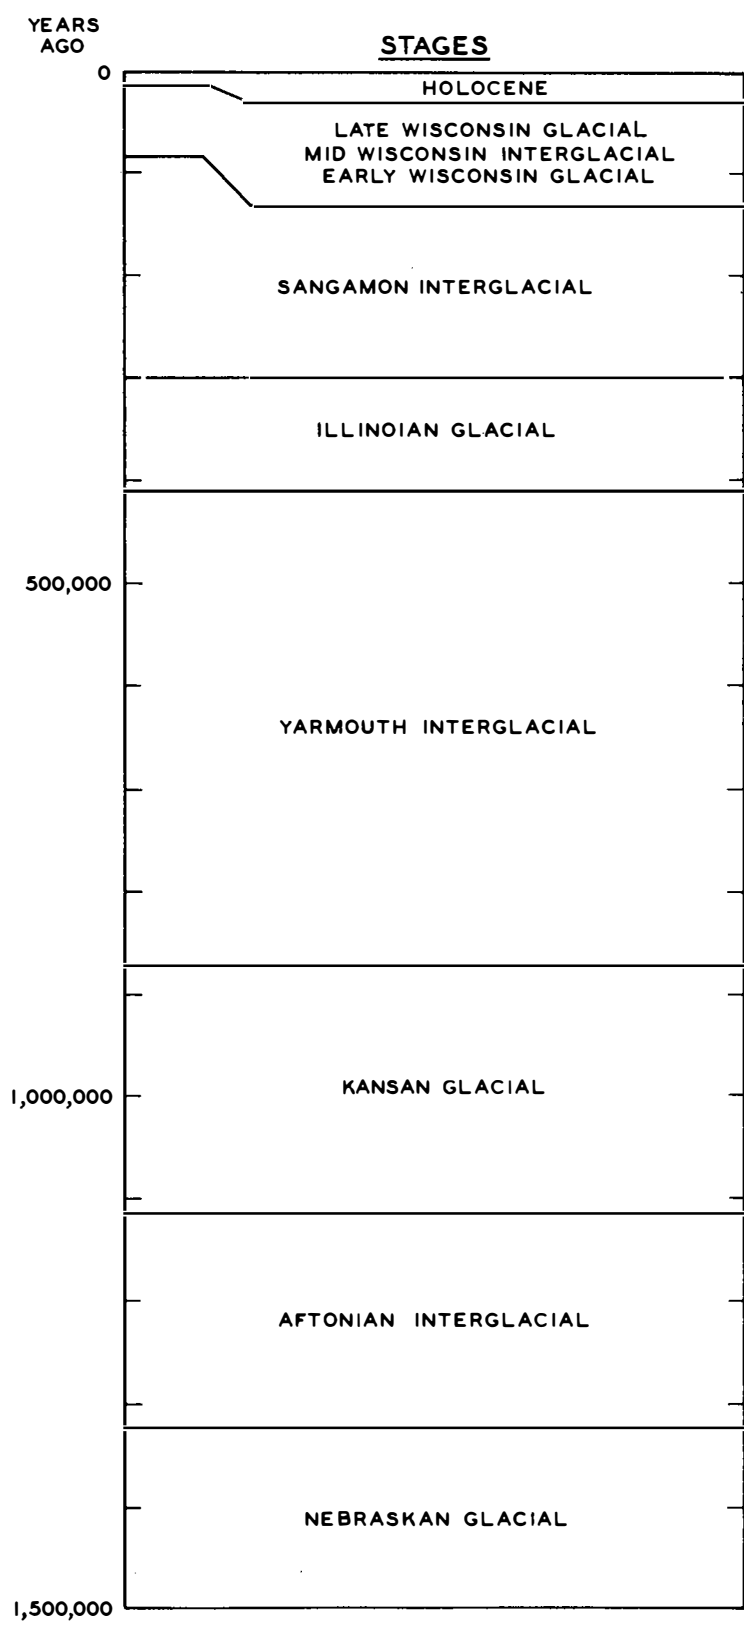 YEARS
AGO
STAGES
0
HOLOCENE
LATE WISCONSIN GLACIAL
MID WISCONSIN INTERGLACIAL
EARLY WISCONSIN GLACIAL
SANGAMON INTERGLACIAL
ILLINOIAN GLACIAL
500,000
YARMOUTH INTERGLACIAL
1,000,000
KANSAN GLACIAL
AFTONIAN INTERGLACIAL
NEBRASKAN GLACIAL
1,500,000